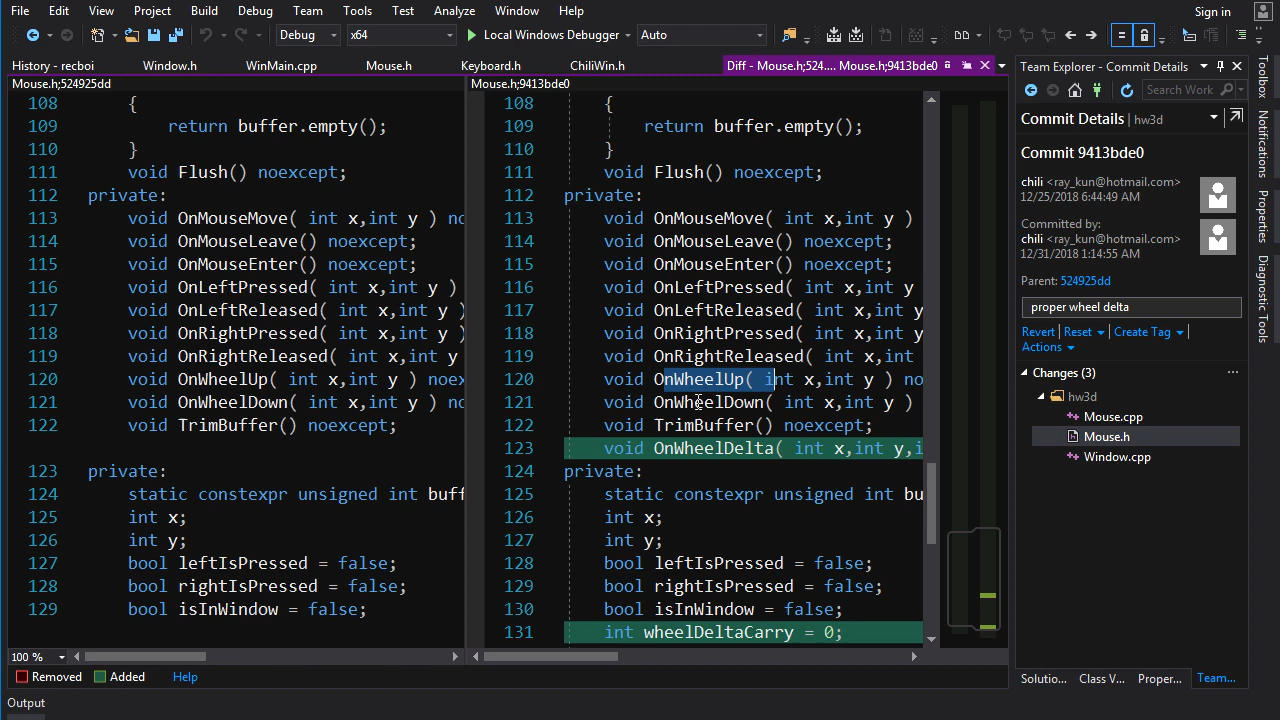 File Edit View Project Build Debug Team Tools Test Analyze Window Help Sign in
Debug x64 Local Windows Debugger Auto
History - recboi Window.h WinMain.cpp Mouse.h Keyboard.h ChiliWin.h Diff - Mouse.h;524.... Mouse.h;9413bde0
Mouse.h;524925dd
108 {
109 return buffer.empty();
110 }
111 void Flush() noexcept;
112 private:
113 void OnMouseMove( int x,int y ) no
114 void OnMouseLeave() noexcept;
115 void OnMouseEnter() noexcept;
116 void OnLeftPressed( int x,int y )
117 void OnLeftReleased( int x,int y )
118 void OnRightPressed( int x,int y )
119 void OnRightReleased( int x,int y
120 void OnWheelUp( int x,int y ) noex
121 void OnWheelDown( int x,int y ) no
122 void TrimBuffer() noexcept;
123 private:
124 static constexpr unsigned int buff
125 int x;
126 int y;
127 bool leftIsPressed = false;
128 bool rightIsPressed = false;
129 bool isInWindow = false;
Mouse.h;9413bde0
108 {
109 return buffer.empty();
110 }
111 void Flush() noexcept;
112 private:
113 void OnMouseMove( int x,int y )
114 void OnMouseLeave() noexcept;
115 void OnMouseEnter() noexcept;
116 void OnLeftPressed( int x,int y
117 void OnLeftReleased( int x,int y
118 void OnRightPressed( int x,int y
119 void OnRightReleased( int x,int
120 void OnWheelUp( int x,int y ) no
121 void OnWheelDown( int x,int y )
122 void TrimBuffer() noexcept;
123 void OnWheelDelta( int x,int y,i
124 private:
125 static constexpr unsigned int bu
126 int x;
127 int y;
128 bool leftIsPressed = false;
129 bool rightIsPressed = false;
130 bool isInWindow = false;
131 int wheelDeltaCarry = 0;
100 %
Removed Added Help
Output
Team Explorer - Commit Details
Search Work
Commit Details | hw3d
Commit 9413bde0
chili <ray_kun@hotmail.com>
12/25/2018 6:44:49 AM
Committed by:
chili <ray_kun@hotmail.com>
12/31/2018 1:14:55 AM
Parent: 524925dd
proper wheel delta
Revert Reset Create Tag
Actions
Changes (3) ...
hw3d
Mouse.cpp
Mouse.h
Window.cpp
Solutio... Class V... Proper... Team...
Toolbox
Notifications
Properties
Diagnostic Tools